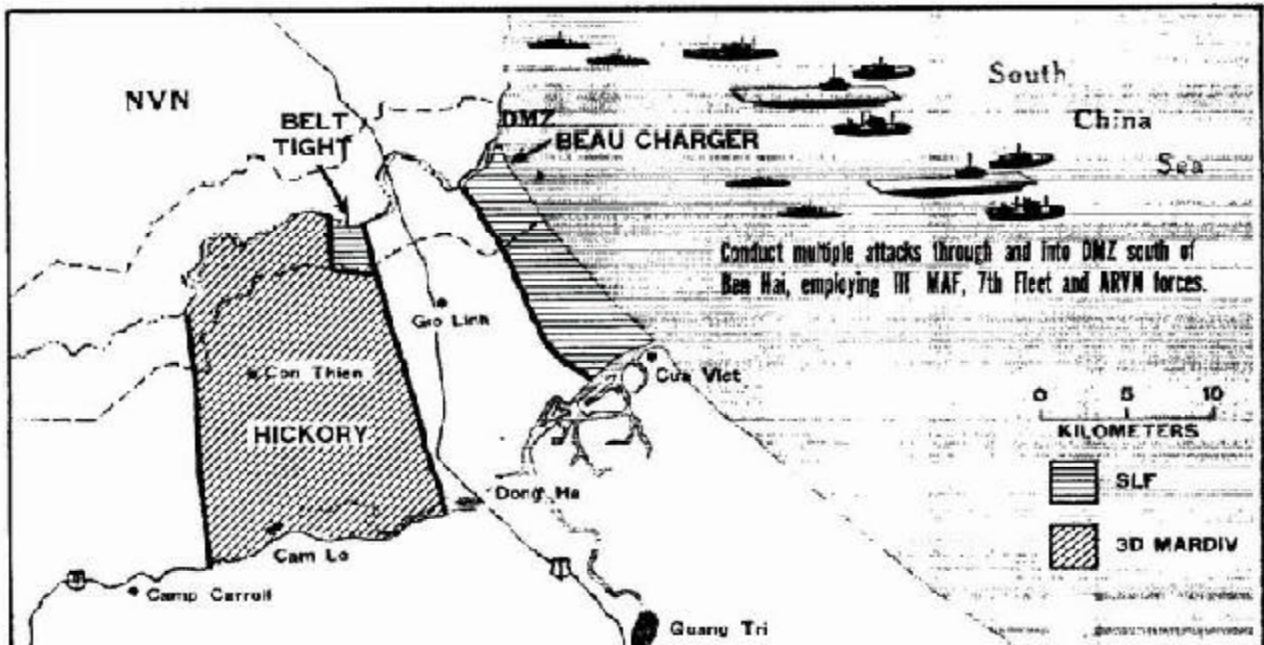 NVN
BELT
TIGHT
DMZ
BEAU CHARGER
South
China
Sea
Conduct multiple attacks through and into DMZ south of
Ben Hai, employing III MAF, 7th Fleet and ARVN forces.
Gio Linh
Con Thien
Cua Viet
HICKORY
0 5 10
KILOMETERS
SLF
Dong Ha
3D MARDIV
Cam Lo
1
Camp Carroll
Quang Tri